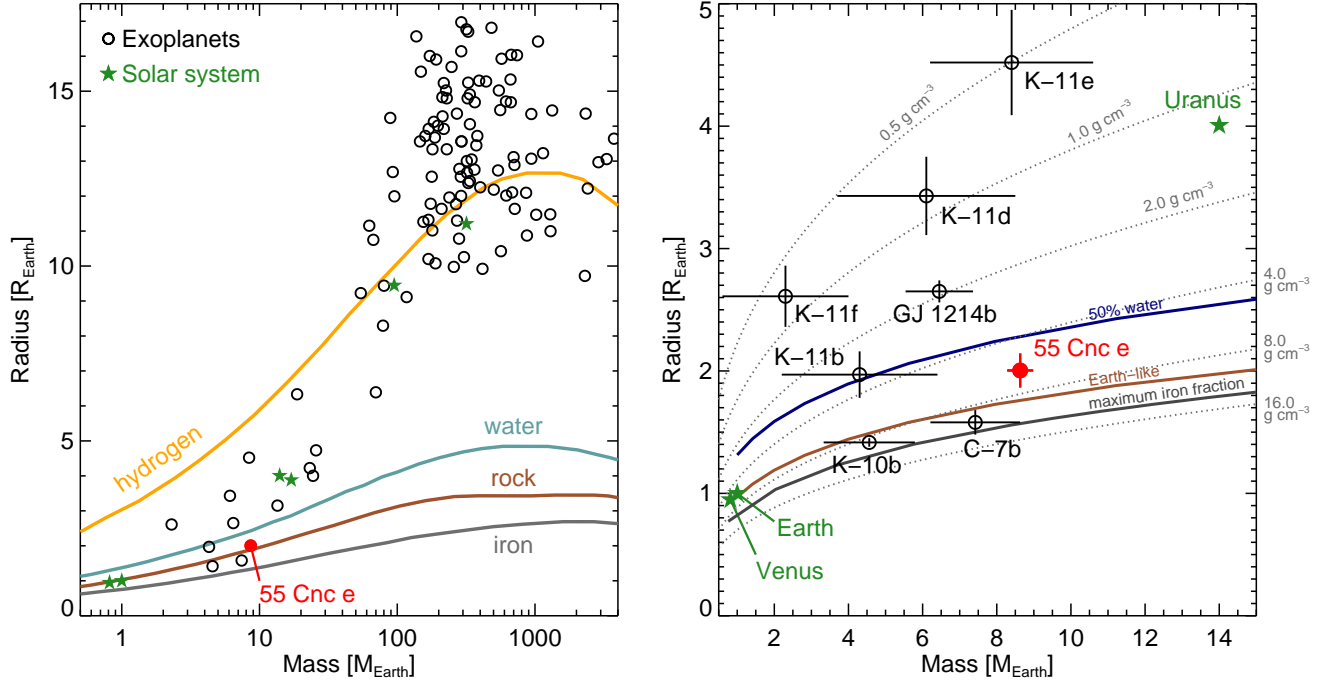 Exoplanets
Solar system
hydrogen
water
rock
iron
55 Cnc e
0
5
10
15
1
10
100
1000
Radius [R_Earth]
Mass [M_Earth]
0.5 g cm−3
K−11e
Uranus
1.0 g cm−3
K−11d
2.0 g cm−3
4.0
g cm−3
K−11f
GJ 1214b
50% water
K−11b
55 Cnc e
8.0
g cm−3
Earth−like
maximum iron fraction
16.0
g cm−3
K−10b
C−7b
Earth
Venus
0
1
2
3
4
5
2
4
6
8
10
12
14
Radius [R_Earth]
Mass [M_Earth]